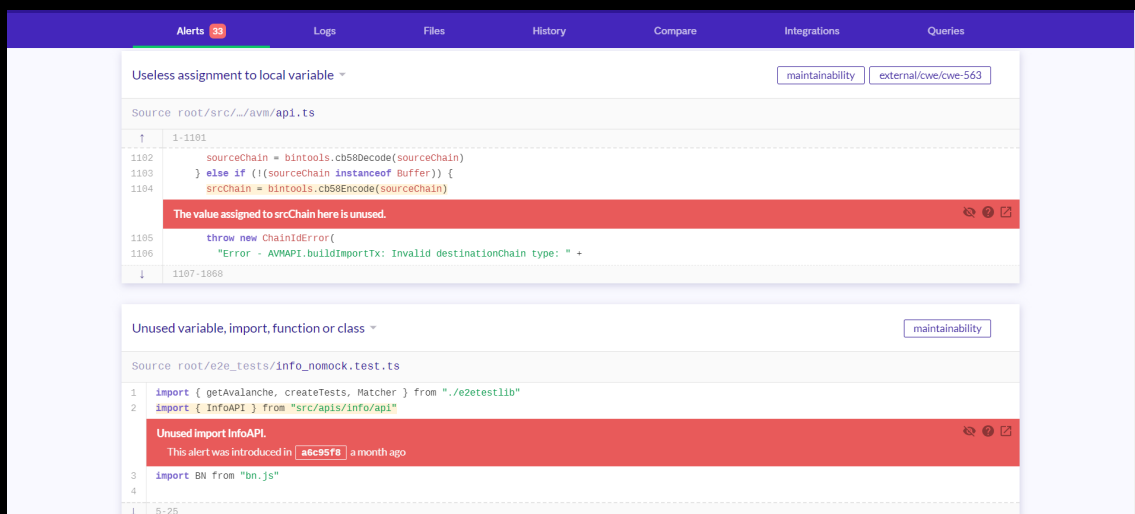 Alerts 33 Logs Files History Compare Integrations Queries
Useless assignment to local variable maintainability external/cwe/cwe-563
Source root/src/…/avm/api.ts
↑ 1-1101
1102 sourceChain = bintools.cb58Decode(sourceChain)
1103 } else if (!(sourceChain instanceof Buffer)) {
1104 srcChain = bintools.cb58Encode(sourceChain)
The value assigned to srcChain here is unused.
1105 throw new ChainIdError(
1106 "Error - AVMAPI.buildImportTx: Invalid destinationChain type: " +
↓ 1107-1868
Unused variable, import, function or class maintainability
Source root/e2e_tests/info_nomock.test.ts
1 import { getAvalanche, createTests, Matcher } from "./e2etestlib"
2 import { InfoAPI } from "src/apis/info/api"
Unused import InfoAPI.
This alert was introduced in a6c95f8 a month ago
3 import BN from "bn.js"
4
5-25